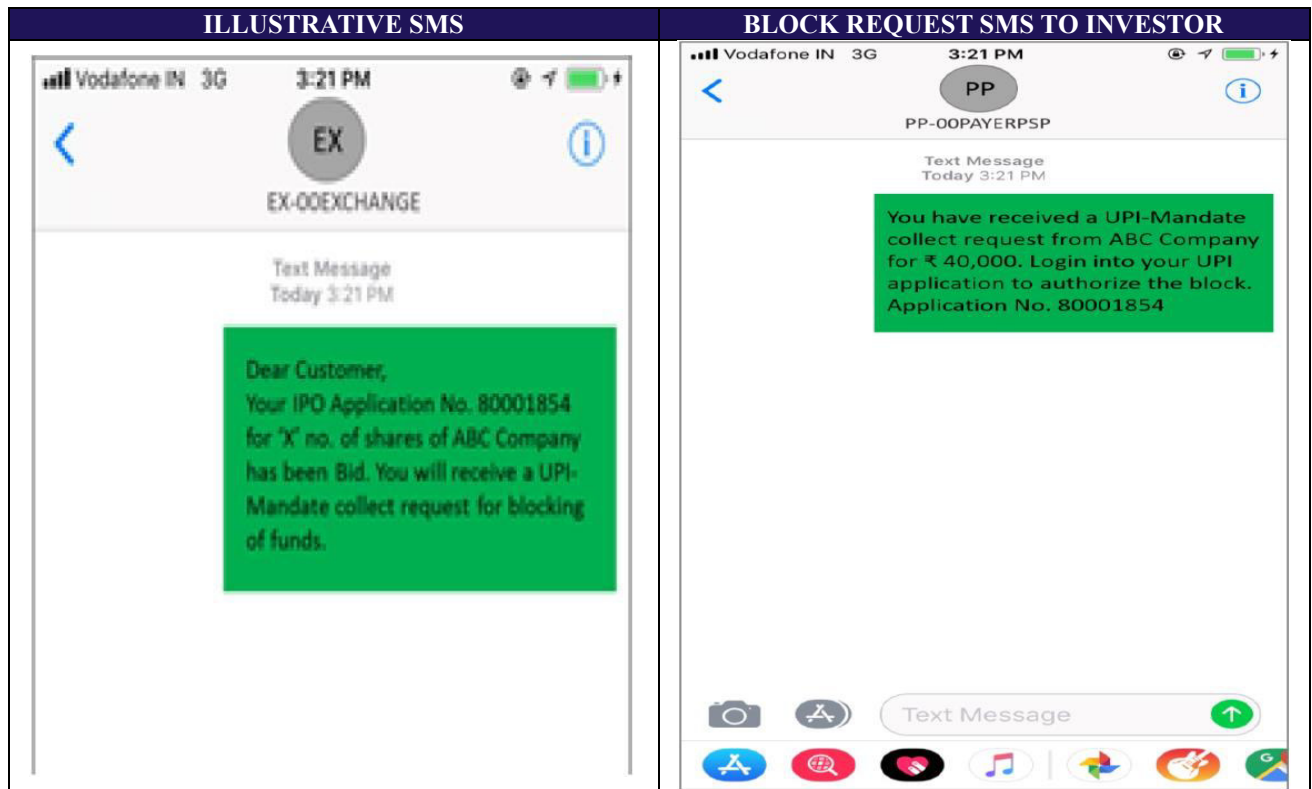 ILLUSTRATIVE SMS
Vodafone IN 3G 3:21 PM
EX
EX-00EXCHANGE
Text Message
Today 3:21 PM
Dear Customer,
Your IPO Application No. 80001854
for "X" no. of shares of ABC Company
has been Bid. You will receive a UPI-
Mandate collect request for blocking
of funds.
BLOCK REQUEST SMS TO INVESTOR
Vodafone IN 3G 3:21 PM
PP
PP-00PAYERPSP
Text Message
Today 3:21 PM
You have received a UPI-Mandate
collect request from ABC Company
for ₹ 40,000. Login into your UPI
application to authorize the block.
Application No. 80001854
Text Message
G